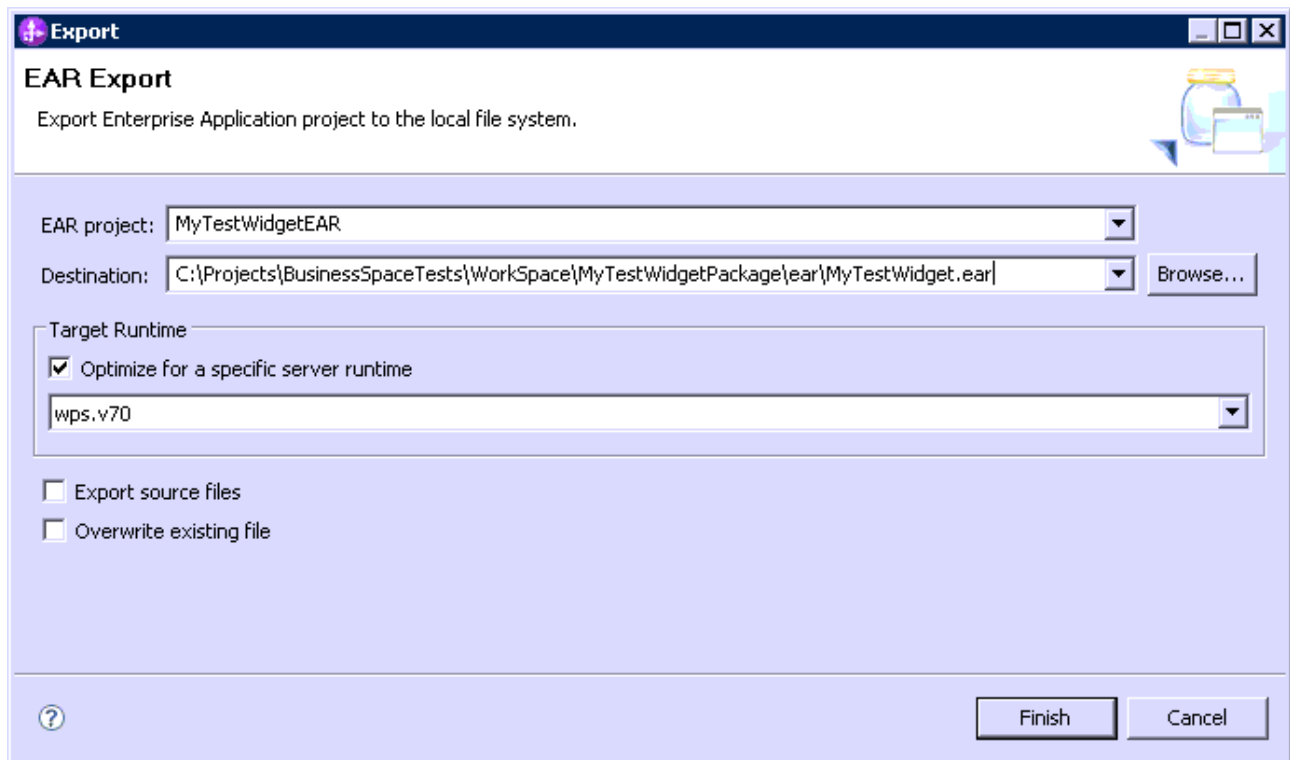 Export
EAR Export
Export Enterprise Application project to the local file system.
EAR project: MyTestWidgetEAR
Destination: C:\Projects\BusinessSpaceTests\WorkSpace\MyTestWidgetPackage\ear\MyTestWidget.ear Browse...
Target Runtime
Optimize for a specific server runtime
wps.v70
Export source files
Overwrite existing file
? Finish Cancel